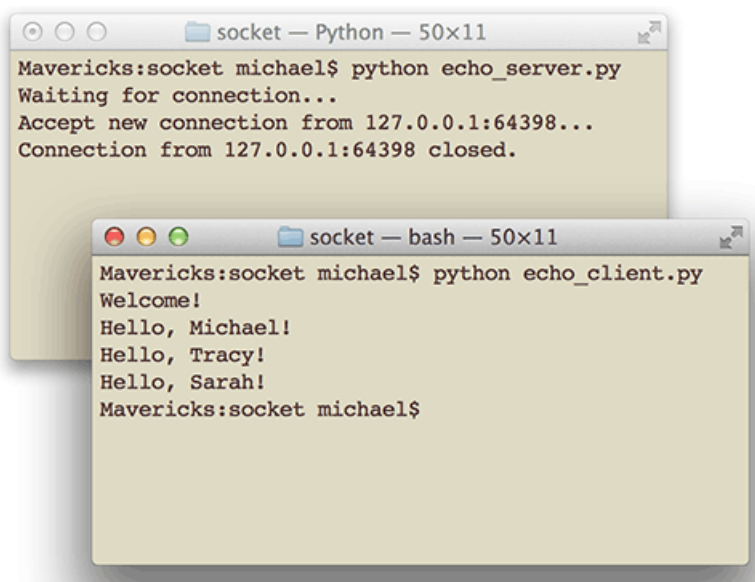 socket — Python — 50×11
Mavericks:socket michael$ python echo_server.py
Waiting for connection...
Accept new connection from 127.0.0.1:64398...
Connection from 127.0.0.1:64398 closed.
socket — bash — 50×11
Mavericks:socket michael$ python echo_client.py
Welcome!
Hello, Michael!
Hello, Tracy!
Hello, Sarah!
Mavericks:socket michael$